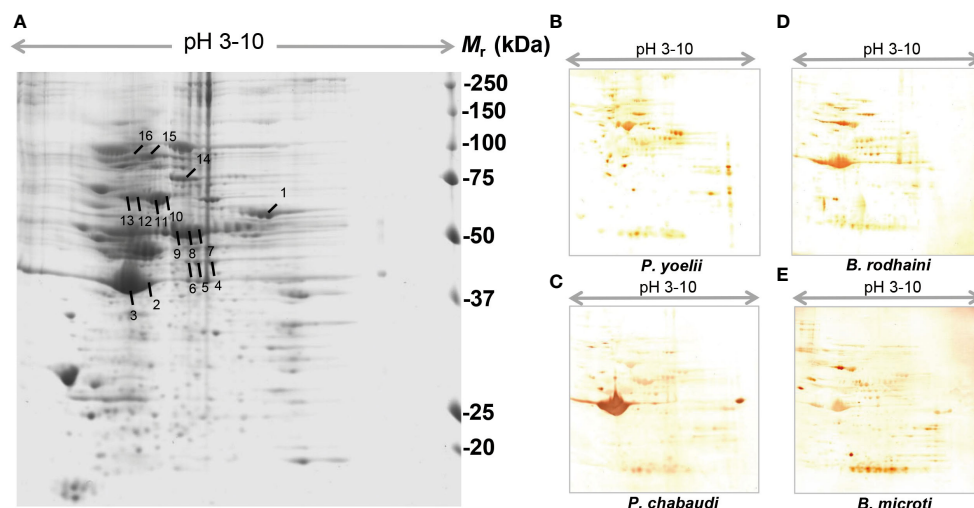 A
pH 3-10
Mr (kDa)
-250
-150
-100
-75
-50
-37
-25
-20
16 15
14
1
13 12 11 10
9 8 7
6 5 4
3 2
B
pH 3-10
P. yoelii
D
pH 3-10
B. rodhaini
C
pH 3-10
P. chabaudi
E
pH 3-10
B. microti